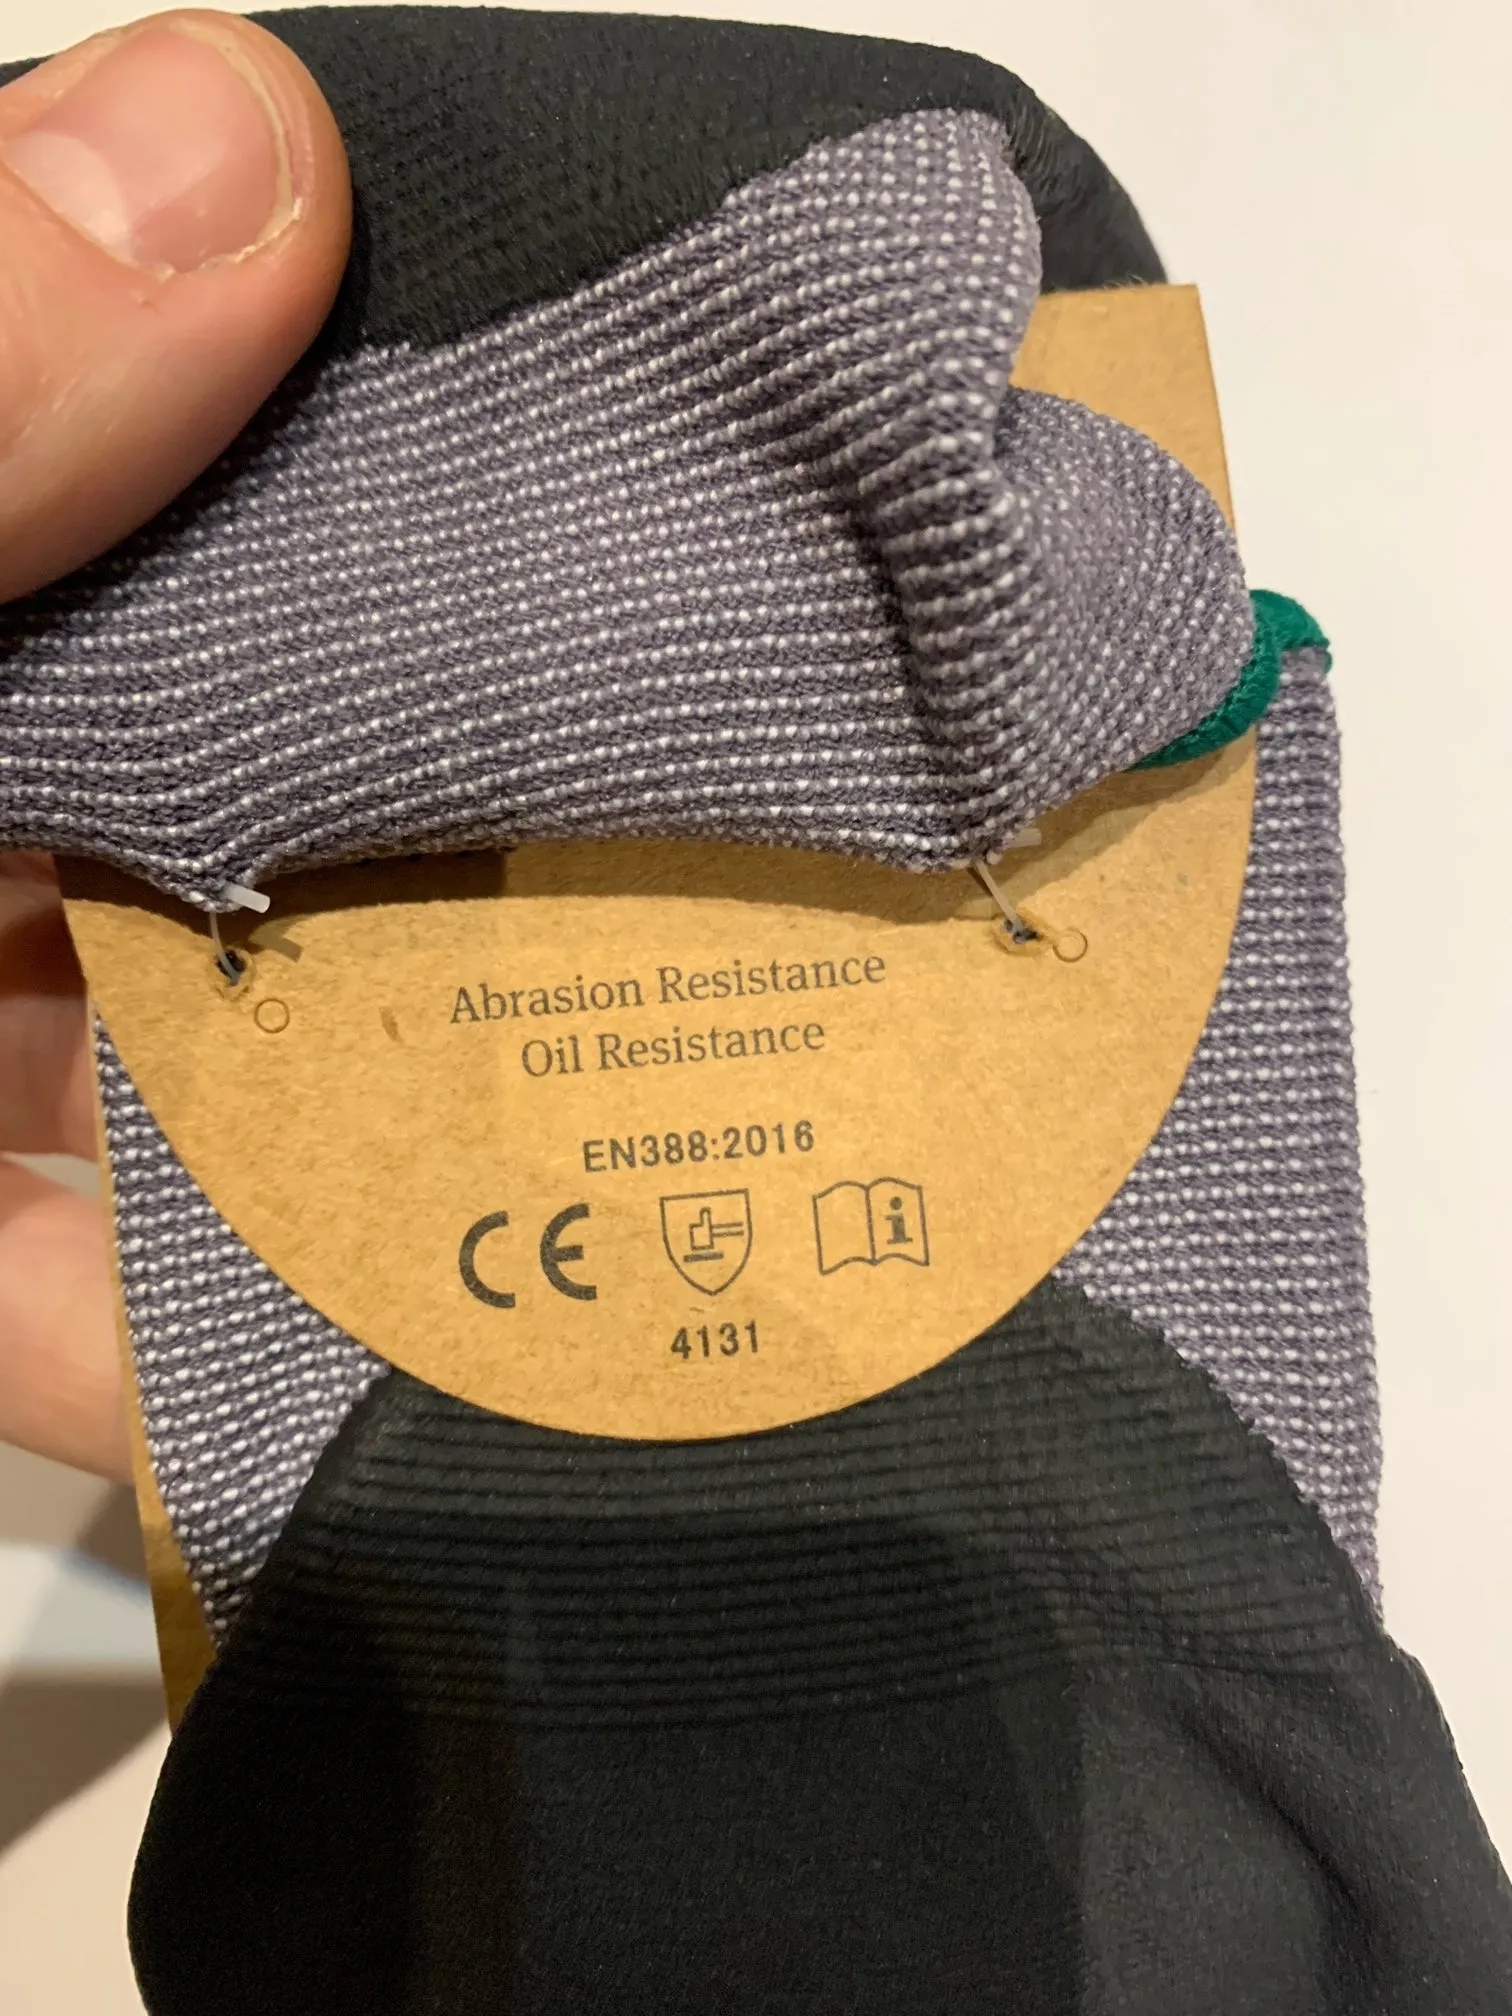 Abrasion Resistance
Oil Resistance
EN388:2016
CE i
4131